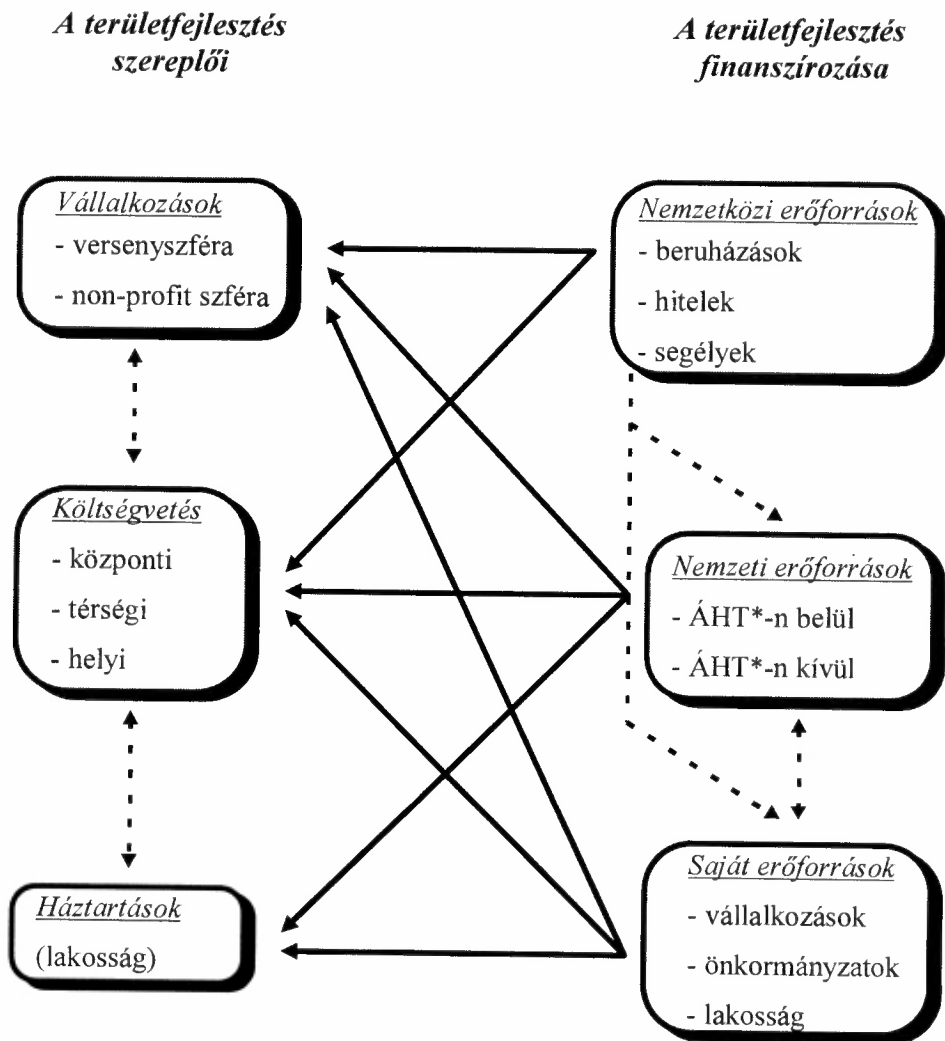 A területfejlesztés
szereplői
A területfejlesztés
finanszírozása
Vállalkozások
- versenyszféra
- non-profit szféra
Nemzetközi erőforrások
- beruházások
- hitelek
- segélyek
Költségvetés
- központi
- térségi
- helyi
Nemzeti erőforrások
- ÁHT*-n belül
- ÁHT*-n kívül
Háztartások
(lakosság)
Saját erőforrások
- vállalkozások
- önkormányzatok
- lakosság